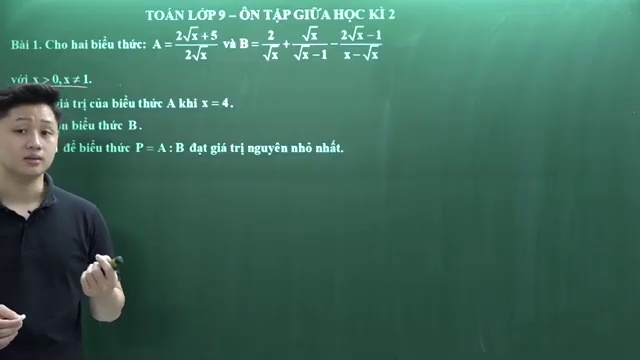 TOÁN LỚP 9 – ÔN TẬP GIỮA HỌC KÌ 2
Bài 1. Cho hai biểu thức: A = (2√x + 5)/(2√x) và B = 2/√x + √x/(√x − 1) − (2√x − 1)/(x − √x)
với x > 0, x ≠ 1.
giá trị của biểu thức A khi x = 4.
biểu thức B.
để biểu thức P = A : B đạt giá trị nguyên nhỏ nhất.